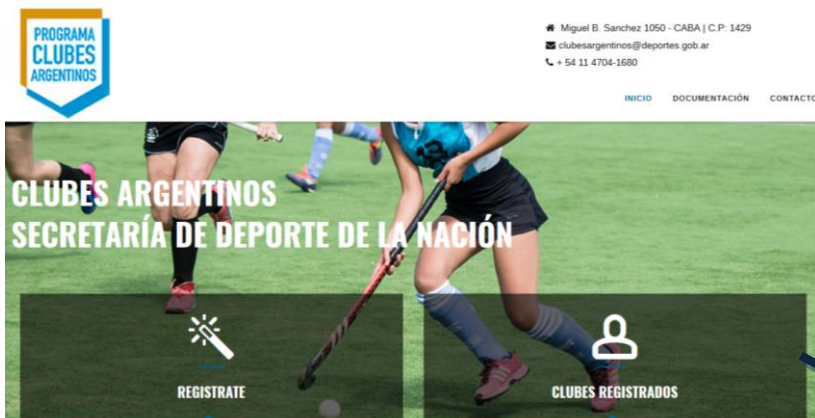 PROGRAMA
CLUBES
ARGENTINOS
Miguel B. Sanchez 1050 - CABA | C.P: 1429
clubesargentinos@deportes.gob.ar
+ 54 11 4704-1680
INICIO DOCUMENTACIÓN CONTACTO
CLUBES ARGENTINOS
SECRETARÍA DE DEPORTE DE LA NACIÓN
REGISTRATE
CLUBES REGISTRADOS